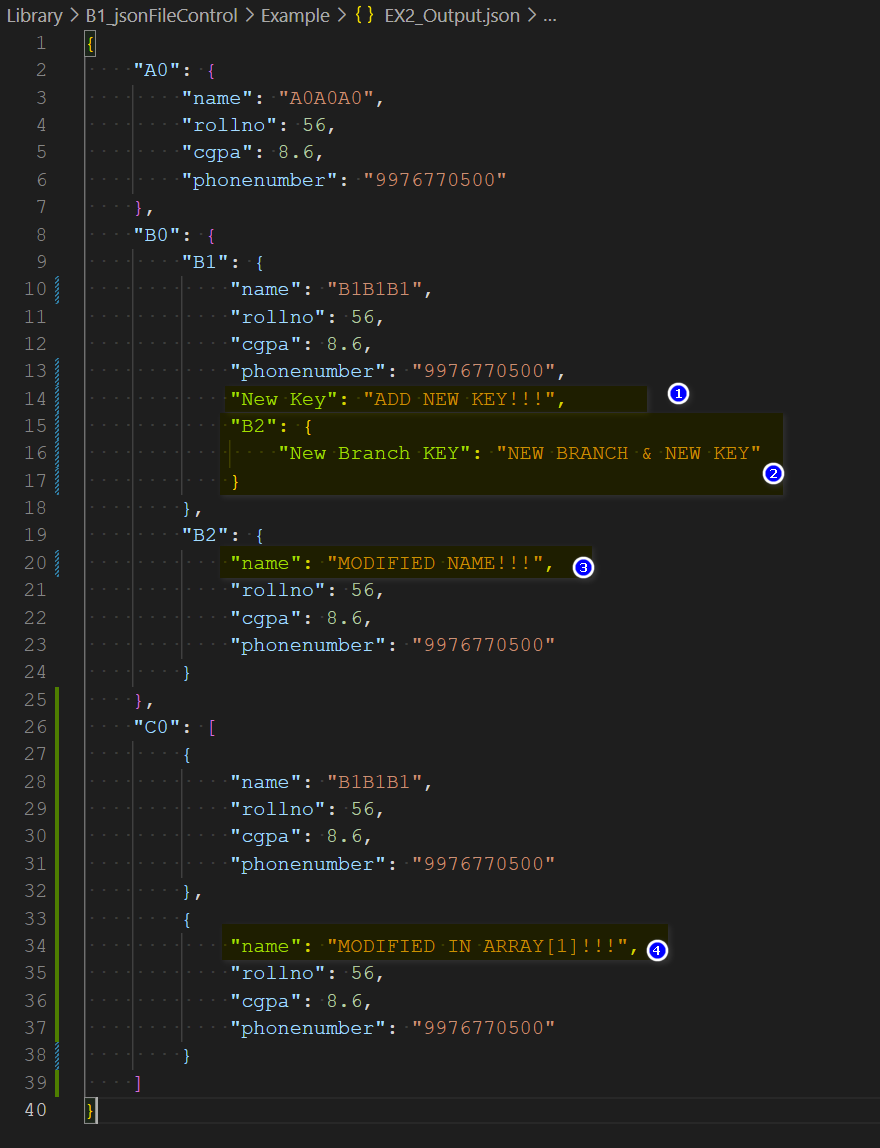 Library > B1_jsonFileControl > Example > {} EX2_Output.json > ...
1 {
2 "A0": {
3 "name": "A0A0A0",
4 "rollno": 56,
5 "cgpa": 8.6,
6 "phonenumber": "9976770500"
7 },
8 "B0": {
9 "B1": {
10 "name": "B1B1B1",
11 "rollno": 56,
12 "cgpa": 8.6,
13 "phonenumber": "9976770500",
14 "New Key": "ADD NEW KEY!!!", 1
15 "B2": {
16 "New Branch KEY": "NEW BRANCH & NEW KEY"
17 } 2
18 },
19 "B2": {
20 "name": "MODIFIED NAME!!!", 3
21 "rollno": 56,
22 "cgpa": 8.6,
23 "phonenumber": "9976770500"
24 }
25 },
26 "C0": [
27 {
28 "name": "B1B1B1",
29 "rollno": 56,
30 "cgpa": 8.6,
31 "phonenumber": "9976770500"
32 },
33 {
34 "name": "MODIFIED IN ARRAY[1]!!!", 4
35 "rollno": 56,
36 "cgpa": 8.6,
37 "phonenumber": "9976770500"
38 }
39 ]
40 }